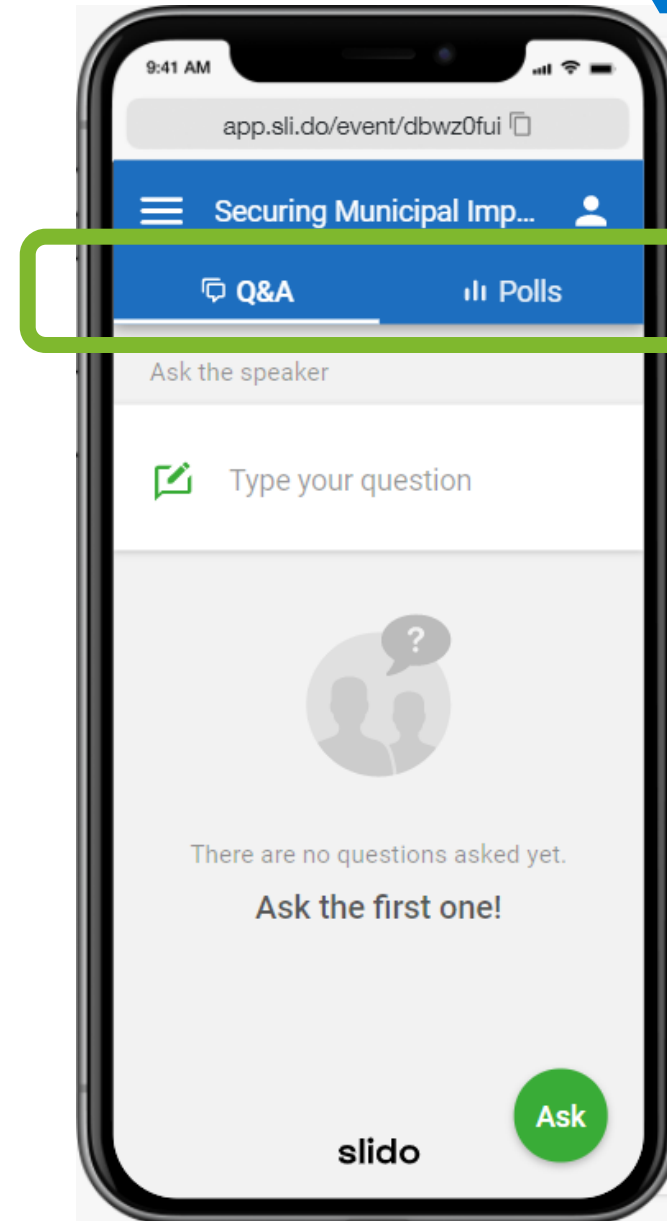 9:41 AM
app.sli.do/event/dbwz0fui
Securing Municipal Imp...
Q&A Polls
Ask the speaker
Type your question
?
There are no questions asked yet.
Ask the first one!
Ask
slido